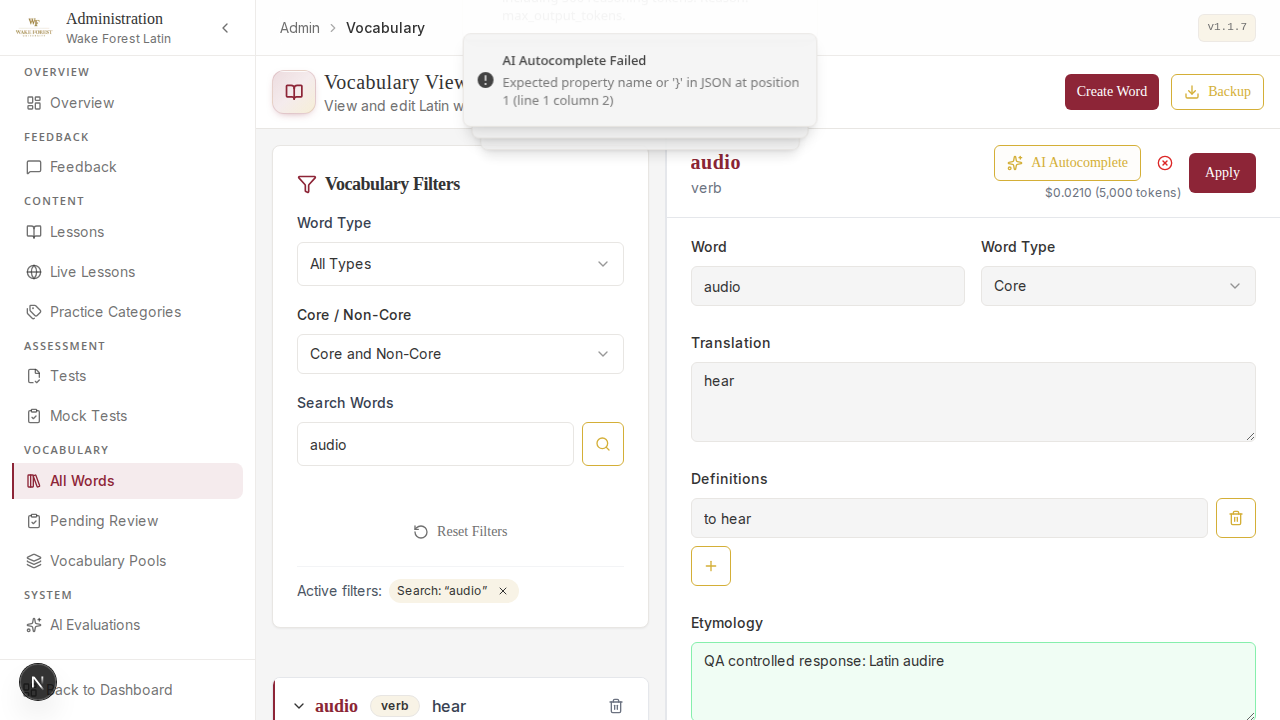 Administration
Wake Forest Latin
OVERVIEW
Overview
FEEDBACK
Feedback
CONTENT
Lessons
Live Lessons
Practice Categories
ASSESSMENT
Tests
Mock Tests
VOCABULARY
All Words
Pending Review
Vocabulary Pools
SYSTEM
AI Evaluations
Back to Dashboard
N
Admin
Vocabulary
v1.1.7
max_output_tokens.
AI Autocomplete Failed
Expected property name or '}' in JSON at position
1 (line 1 column 2)
Vocabulary View
View and edit Latin w
Create Word
Backup
Vocabulary Filters
Word Type
All Types
Core / Non-Core
Core and Non-Core
Search Words
audio
Reset Filters
Active filters:
Search: “audio”
audio
verb
hear
audio
verb
AI Autocomplete
$0.0210 (5,000 tokens)
Apply
Word
audio
Word Type
Core
Translation
hear
Definitions
to hear
Etymology
QA controlled response: Latin audire